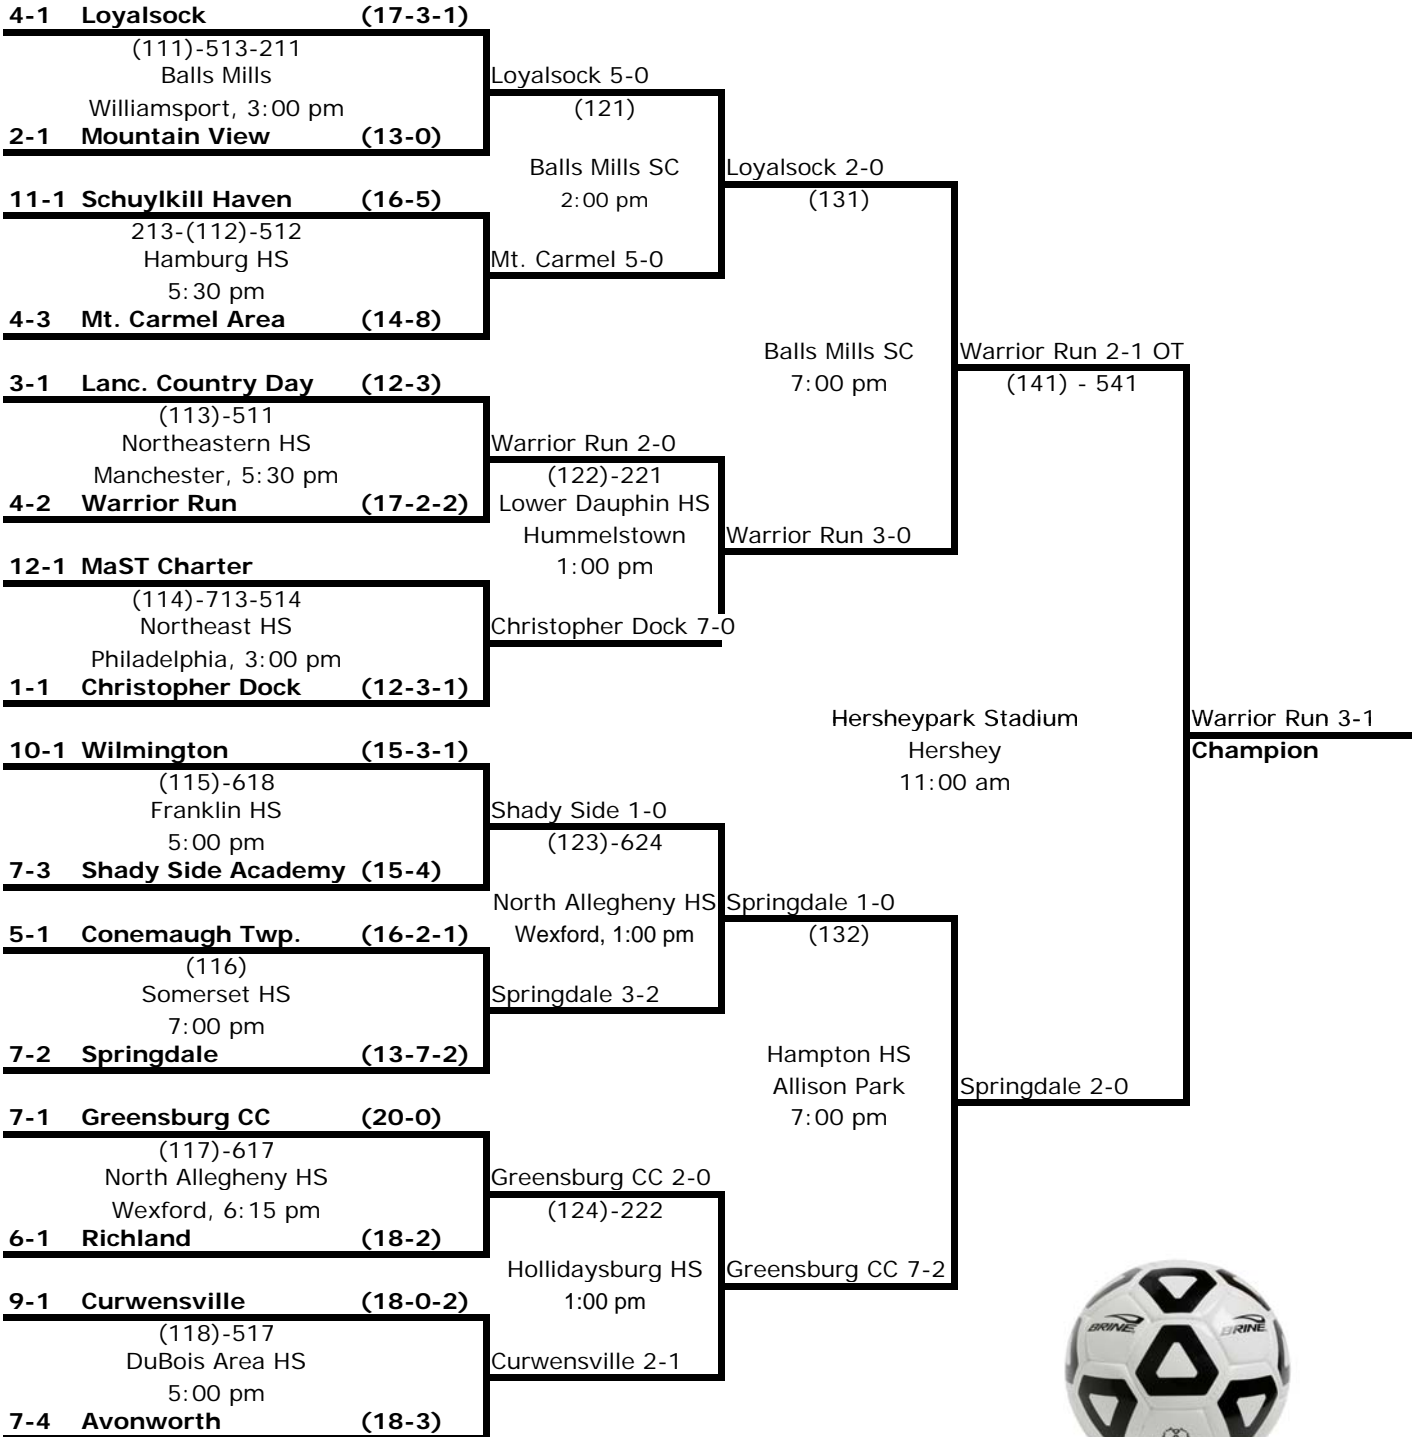 4-1 Loyalsock (17-3-1)
(111)-513-211
Balls Mills
Williamsport, 3:00 pm
2-1 Mountain View (13-0)
11-1 Schuylkill Haven (16-5)
213-(112)-512
Hamburg HS
5:30 pm
4-3 Mt. Carmel Area (14-8)
3-1 Lanc. Country Day (12-3)
(113)-511
Northeastern HS
Manchester, 5:30 pm
4-2 Warrior Run (17-2-2)
12-1 MaST Charter
(114)-713-514
Northeast HS
Philadelphia, 3:00 pm
1-1 Christopher Dock (12-3-1)
10-1 Wilmington (15-3-1)
(115)-618
Franklin HS
5:00 pm
7-3 Shady Side Academy (15-4)
5-1 Conemaugh Twp. (16-2-1)
(116)
Somerset HS
7:00 pm
7-2 Springdale (13-7-2)
7-1 Greensburg CC (20-0)
(117)-617
North Allegheny HS
Wexford, 6:15 pm
6-1 Richland (18-2)
9-1 Curwensville (18-0-2)
(118)-517
DuBois Area HS
5:00 pm
7-4 Avonworth (18-3)
Loyalsock 5-0
(121)
Balls Mills SC
2:00 pm
Mt. Carmel 5-0
Warrior Run 2-0
(122)-221
Lower Dauphin HS
Hummelstown
1:00 pm
Christopher Dock 7-0
Shady Side 1-0
(123)-624
North Allegheny HS
Wexford, 1:00 pm
Springdale 3-2
Greensburg CC 2-0
(124)-222
Hollidaysburg HS
1:00 pm
Curwensville 2-1
Loyalsock 2-0
(131)
Balls Mills SC
7:00 pm
Warrior Run 3-0
Springdale 1-0
(132)
Hampton HS
Allison Park
7:00 pm
Greensburg CC 7-2
Warrior Run 2-1 OT
(141) - 541
Hersheypark Stadium
Hershey
11:00 am
Springdale 2-0
Warrior Run 3-1
Champion
BRINE
BRINE